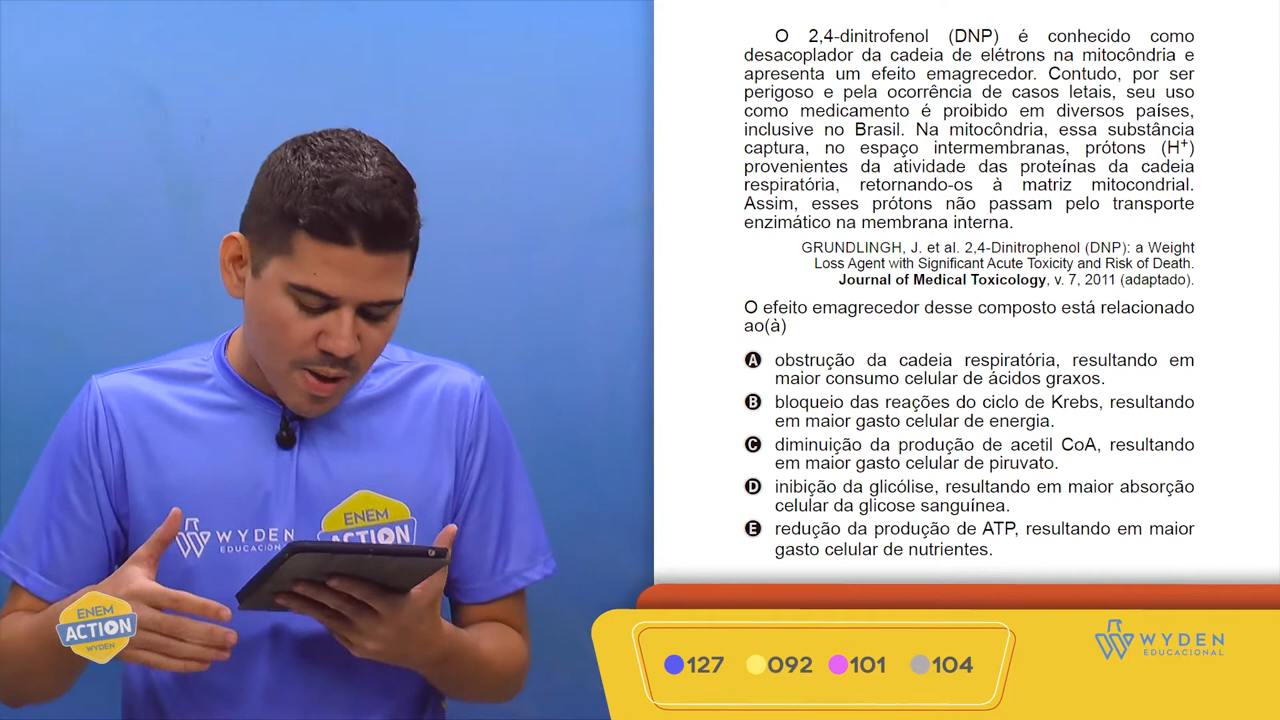 O 2,4-dinitrofenol (DNP) é conhecido como
desacoplador da cadeia de elétrons na mitocôndria e
apresenta um efeito emagrecedor. Contudo, por ser
perigoso e pela ocorrência de casos letais, seu uso
como medicamento é proibido em diversos países,
inclusive no Brasil. Na mitocôndria, essa substância
captura, no espaço intermembranas, prótons (H⁺)
provenientes da atividade das proteínas da cadeia
respiratória, retornando-os à matriz mitocondrial.
Assim, esses prótons não passam pelo transporte
enzimático na membrana interna.
GRUNDLINGH, J. et al. 2,4-Dinitrophenol (DNP): a Weight
Loss Agent with Significant Acute Toxicity and Risk of Death.
Journal of Medical Toxicology, v. 7, 2011 (adaptado).
O efeito emagrecedor desse composto está relacionado
ao(à)
A obstrução da cadeia respiratória, resultando em
maior consumo celular de ácidos graxos.
B bloqueio das reações do ciclo de Krebs, resultando
em maior gasto celular de energia.
C diminuição da produção de acetil CoA, resultando
em maior gasto celular de piruvato.
D inibição da glicólise, resultando em maior absorção
celular da glicose sanguínea.
E redução da produção de ATP, resultando em maior
gasto celular de nutrientes.
WYDEN
EDUCACIONAL
ENEM
ACTION
ENEM
ACTION
WYDEN
127 092 101 104
WYDEN
EDUCACIONAL